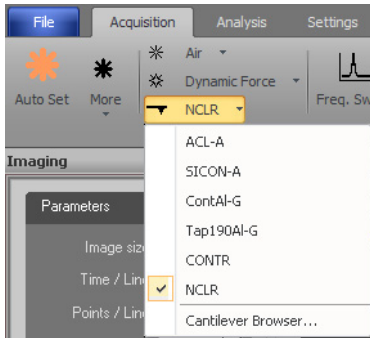 File Acquisition Analysis Settings
Air
Dynamic Force
Auto Set More NCLR Freq. Sw
ACL-A
Imaging
SICON-A
ContAl-G
Parameters
Tap190Al-G
Image size
CONTR
Time / Line
NCLR
Points / Lin
Cantilever Browser...